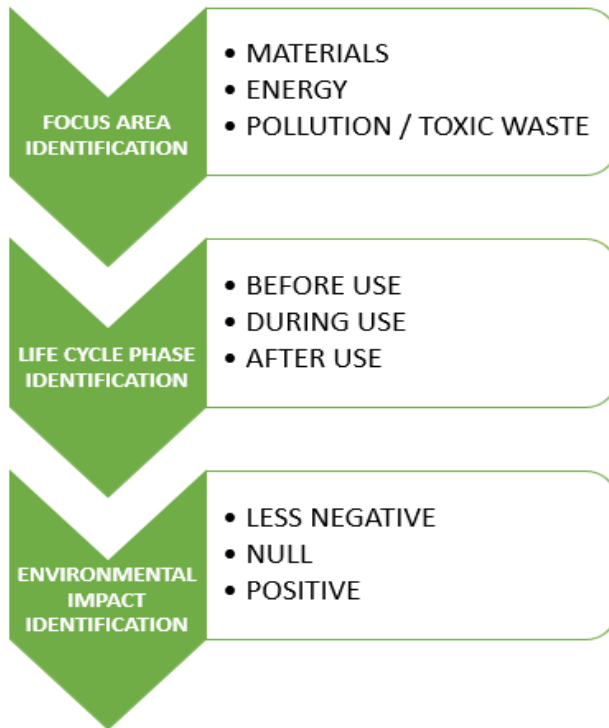 FOCUS AREA
IDENTIFICATION
• MATERIALS
• ENERGY
• POLLUTION / TOXIC WASTE
LIFE CYCLE PHASE
IDENTIFICATION
• BEFORE USE
• DURING USE
• AFTER USE
ENVIRONMENTAL
IMPACT
IDENTIFICATION
• LESS NEGATIVE
• NULL
• POSITIVE